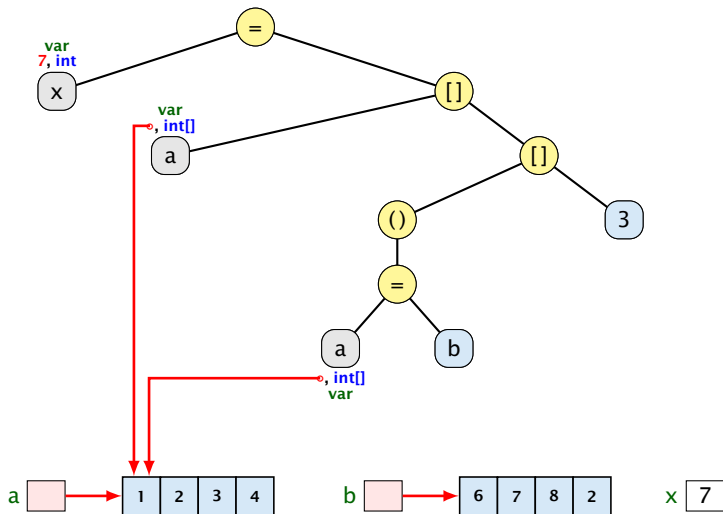 =
var
7, int
x
[]
var
, int[]
a
[]
()
3
=
a
b
, int[]
var
a
1 2 3 4
b
6 7 8 2
x
7